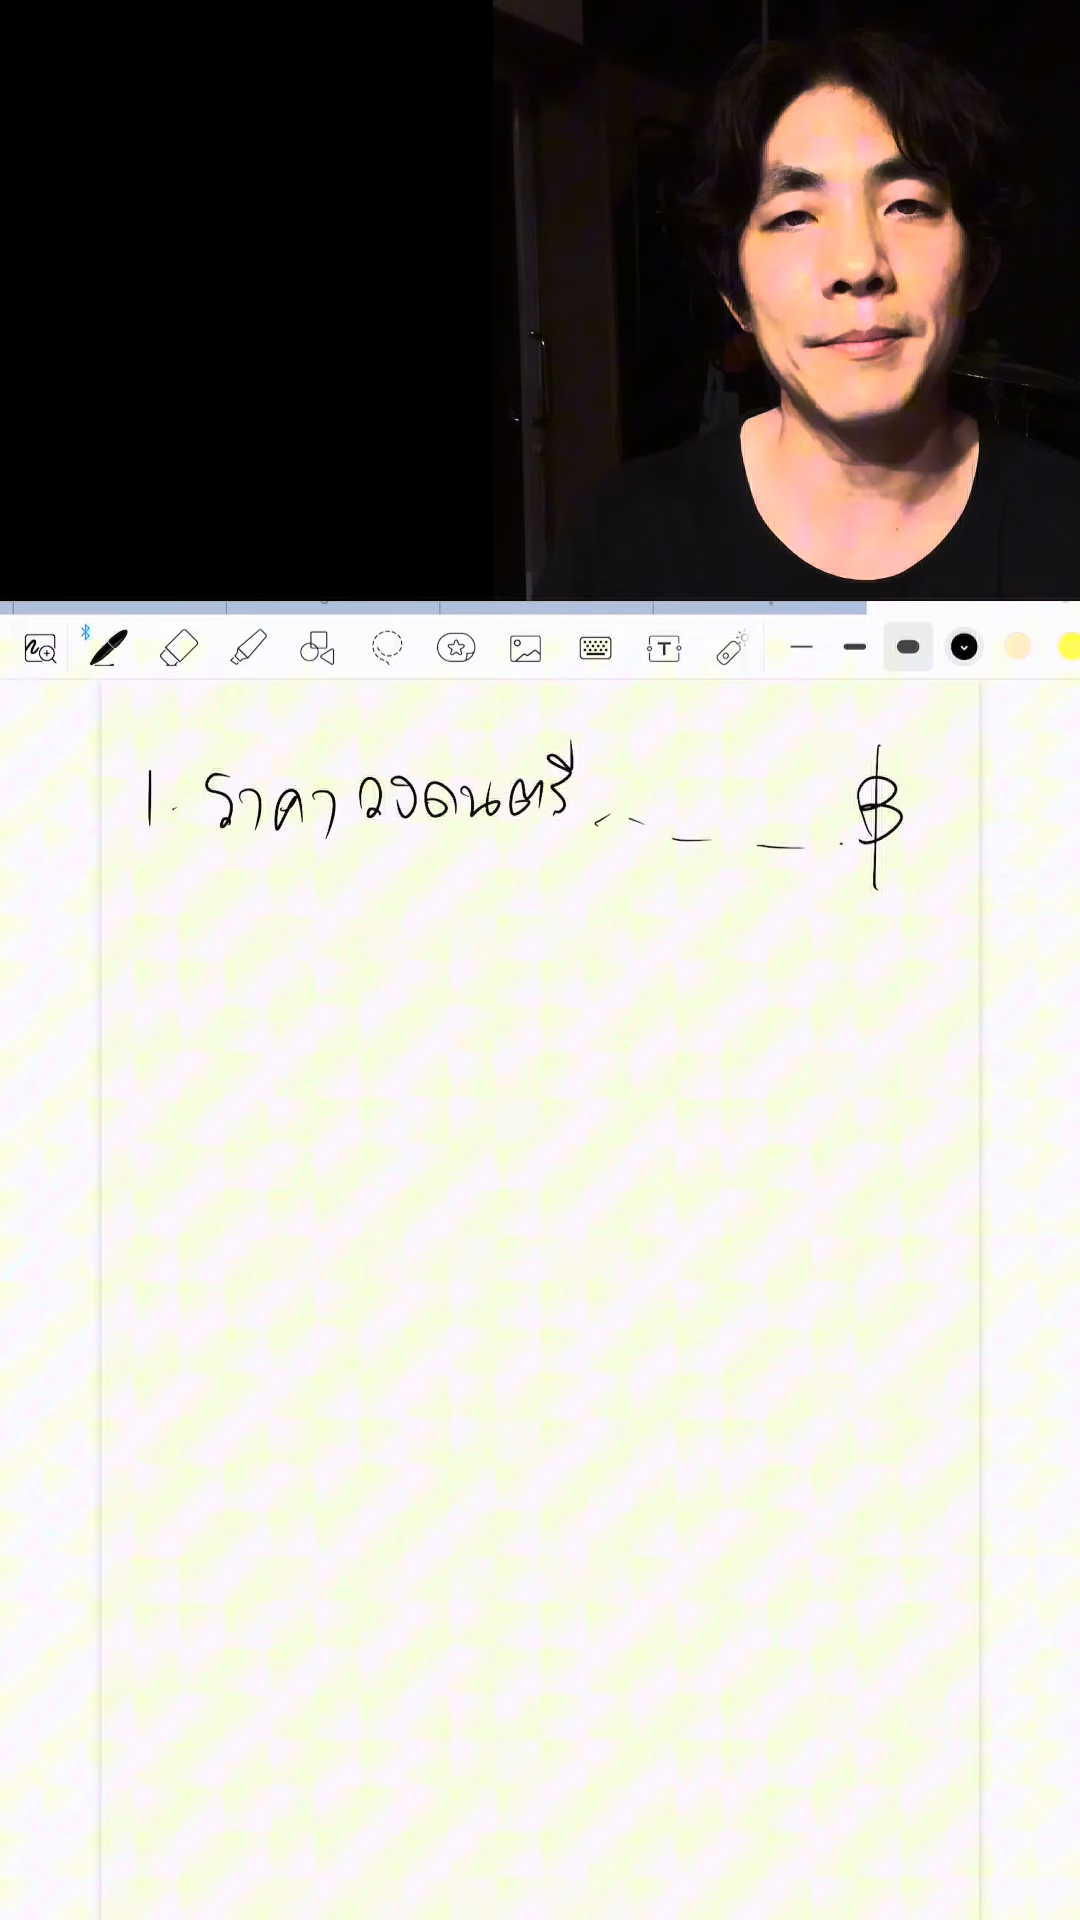 1. ราคาวงดนตรี . . _ _ . ฿